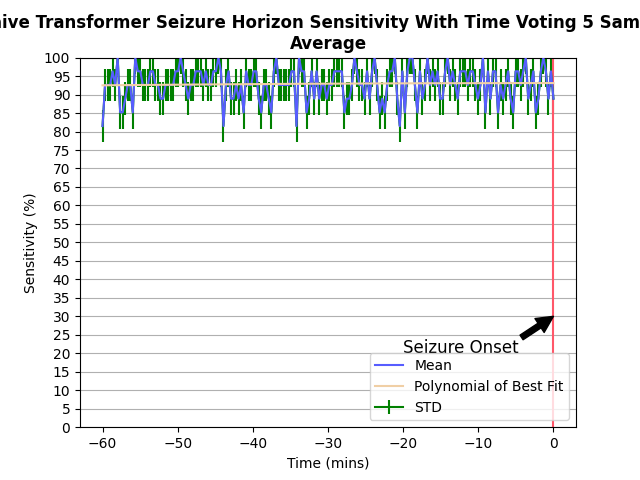 ive Transformer Seizure Horizon Sensitivity With Time Voting 5 Sam
Average
100
95
90
85
80
75
70
65
60
55
50
45
40
35
30
25
20
15
10
5
0
Sensitivity (%)
Seizure Onset
Mean
Polynomial of Best Fit
STD
−60 −50 −40 −30 −20 −10 0
Time (mins)